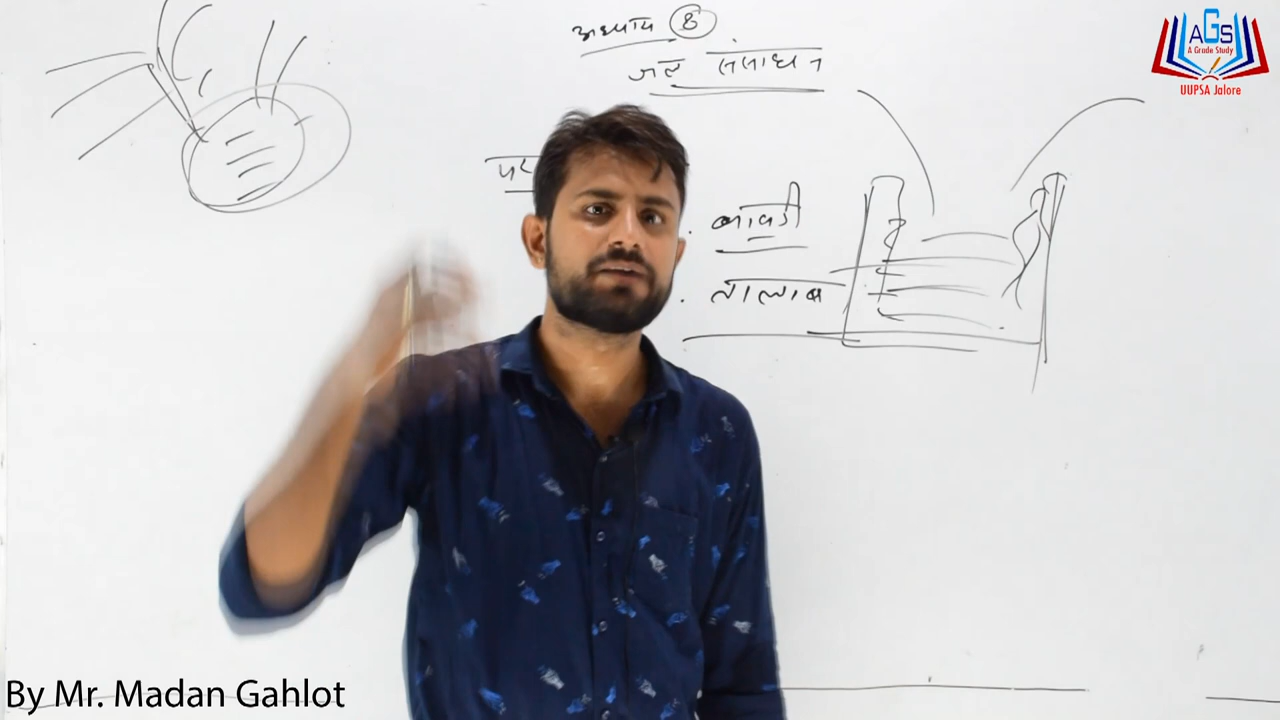 अध्याय 8
जल संसाधन
AGS
A Grade Study
UUPSA Jalore
. बावडी
. तालाब
By Mr. Madan Gahlot